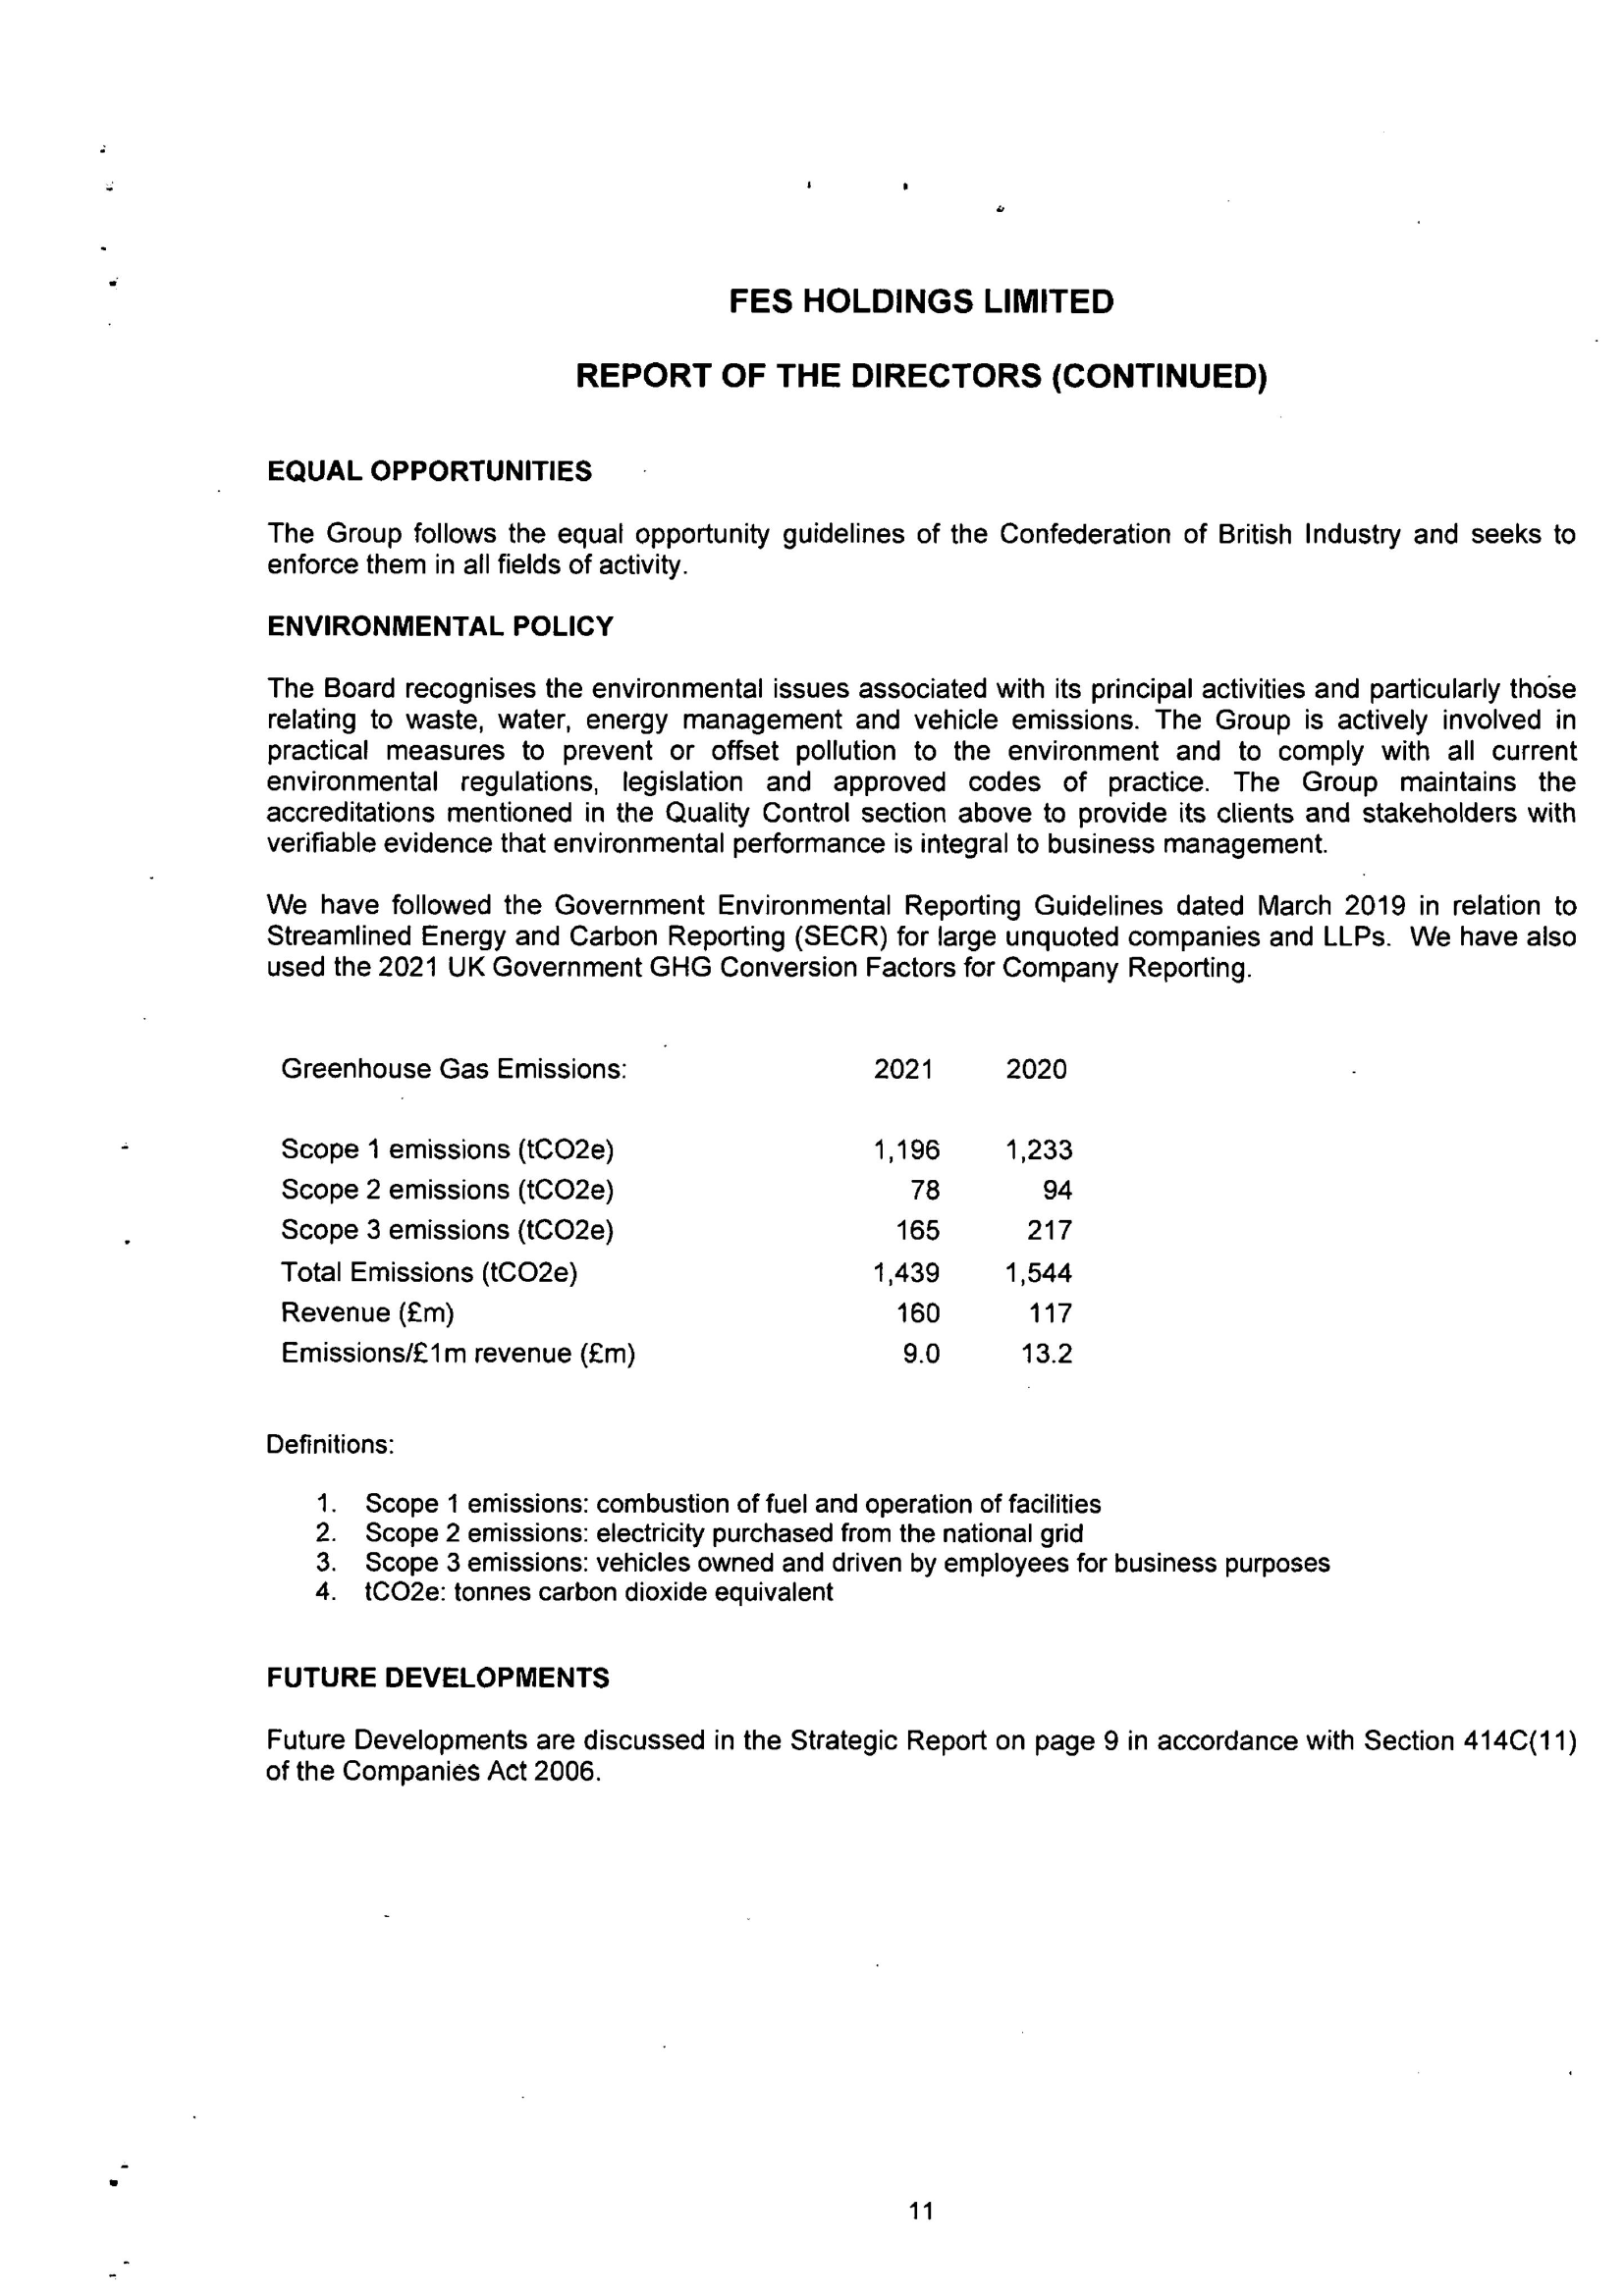 FES HOLDINGS LIMITED
REPORT OF THE DIRECTORS (CONTINUED)
EQUAL OPPORTUNITIES
The Group follows the equal opportunity guidelines of the Confederation of British Industry and seeks to
enforce them in all fields of activity.
ENVIRONMENTAL POLICY
The Board recognises the environmental issues associated with its principal activities and particularly those
relating to waste, water, energy management and vehicle emissions. The Group is actively involved in
practical measures to prevent or offset pollution to the environment and to comply with all current
environmental regulations, legislation and approved codes of practice. The Group maintains the
accreditations mentioned in the Quality Control section above to provide its clients and stakeholders with
verifiable evidence that environmental performance is integral to business management.
We have followed the Government Environmental Reporting Guidelines dated March 2019 in relation to
Streamlined Energy and Carbon Reporting (SECR) for large unquoted companies and LLPs. We have also
used the 2021 UK Government GHG Conversion Factors for Company Reporting.
Greenhouse Gas Emissions: 2021 2020
Scope 1 emissions (tCO2e) 1,196 1,233
Scope 2 emissions (tCO2e) 78 94
Scope 3 emissions (tCO2e) 165 217
Total Emissions (tCO2e) 1,439 1,544
Revenue (£m) 160 117
Emissions/£1m revenue (£m) 9.0 13.2
Definitions:
1. Scope 1 emissions: combustion of fuel and operation of facilities
2. Scope 2 emissions: electricity purchased from the national grid
3. Scope 3 emissions: vehicles owned and driven by employees for business purposes
4. tCO2e: tonnes carbon dioxide equivalent
FUTURE DEVELOPMENTS
Future Developments are discussed in the Strategic Report on page 9 in accordance with Section 414C(11)
of the Companies Act 2006.
11